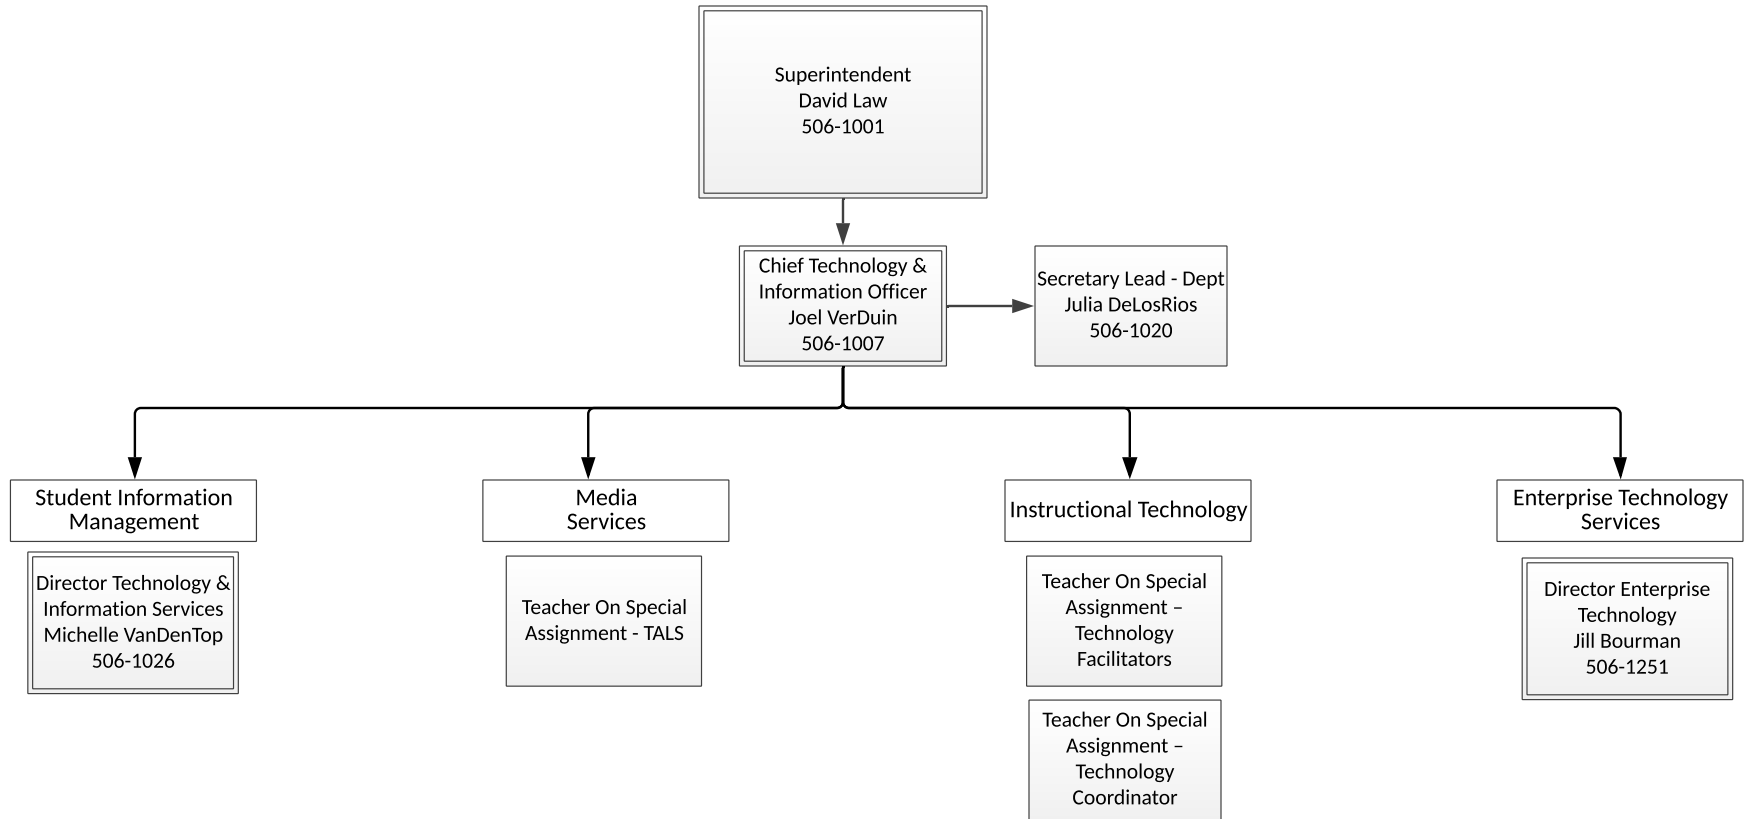 Superintendent
David Law
506-1001
Chief Technology &
Information Officer
Joel VerDuin
506-1007
Secretary Lead - Dept
Julia DeLosRios
506-1020
Student Information
Management
Director Technology &
Information Services
Michelle VanDenTop
506-1026
Media
Services
Teacher On Special
Assignment - TALS
Instructional Technology
Teacher On Special
Assignment –
Technology
Facilitators
Teacher On Special
Assignment –
Technology
Coordinator
Enterprise Technology
Services
Director Enterprise
Technology
Jill Bourman
506-1251